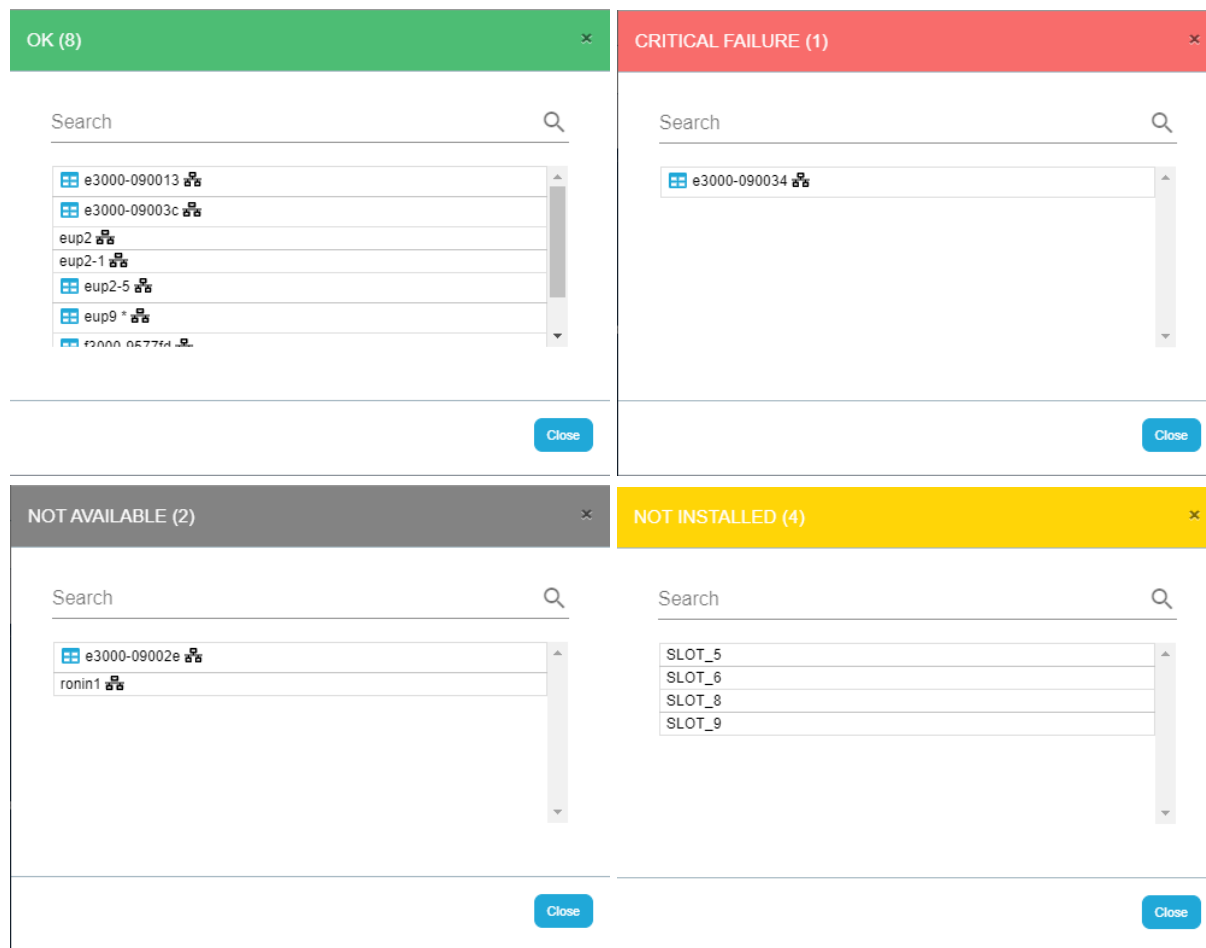 OK (8)
×
Search
e3000-090013
e3000-09003c
eup2
eup2-1
eup2-5
eup9 *
f3000-9577fd
Close
CRITICAL FAILURE (1)
×
Search
e3000-090034
Close
NOT AVAILABLE (2)
×
Search
e3000-09002e
ronin1
Close
NOT INSTALLED (4)
×
Search
SLOT_5
SLOT_6
SLOT_8
SLOT_9
Close